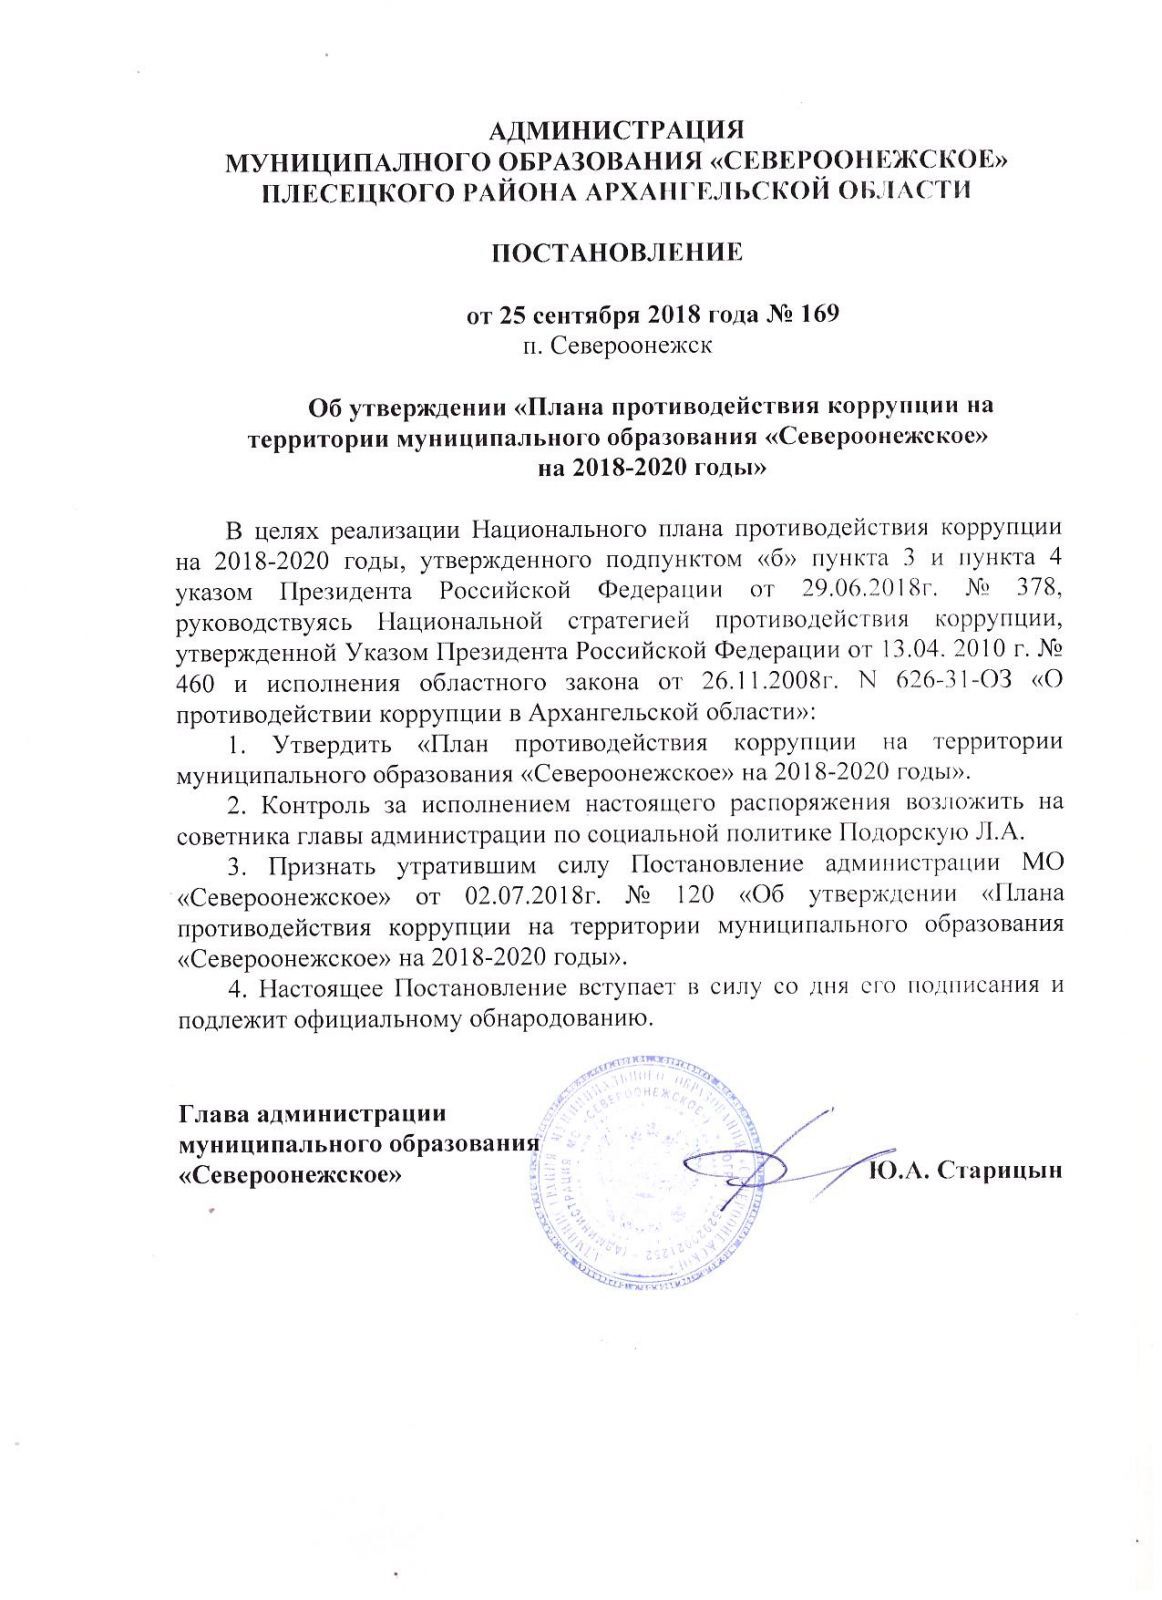 АДМИНИСТРАЦИЯ
МУНИЦИПАЛНОГО ОБРАЗОВАНИЯ «СЕВЕРООНЕЖСКОЕ»
ПЛЕСЕЦКОГО РАЙОНА АРХАНГЕЛЬСКОЙ ОБЛАСТИ
ПОСТАНОВЛЕНИЕ
от 25 сентября 2018 года № 169
п. Североонежск
Об утверждении «Плана противодействия коррупции на
территории муниципального образования «Североонежское»
на 2018-2020 годы»
В целях реализации Национального плана противодействия коррупции
на 2018-2020 годы, утвержденного подпунктом «б» пункта 3 и пункта 4
указом Президента Российской Федерации от 29.06.2018г. № 378,
руководствуясь Национальной стратегией противодействия коррупции,
утвержденной Указом Президента Российской Федерации от 13.04. 2010 г. №
460 и исполнения областного закона от 26.11.2008г. N 626-31-ОЗ «О
противодействии коррупции в Архангельской области»:
1. Утвердить «План противодействия коррупции на территории
муниципального образования «Североонежское» на 2018-2020 годы».
2. Контроль за исполнением настоящего распоряжения возложить на
советника главы администрации по социальной политике Подорскую Л.А.
3. Признать утратившим силу Постановление администрации МО
«Североонежское» от 02.07.2018г. № 120 «Об утверждении «Плана
противодействия коррупции на территории муниципального образования
«Североонежское» на 2018-2020 годы».
4. Настоящее Постановление вступает в силу со дня его подписания и
подлежит официальному обнародованию.
Глава администрации
муниципального образования
«Североонежское» Ю.А. Старицын
МУНИЦИПАЛЬНОГО ОБРАЗОВАНИЯ
МО "СЕВЕРООНЕЖСКОЕ"